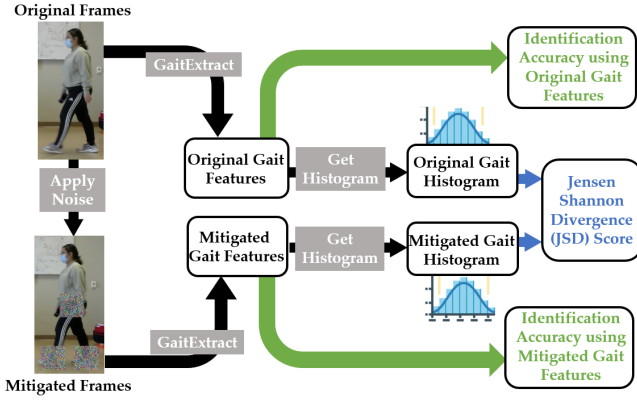 Original Frames
GaitExtract
Identification
Accuracy using
Original Gait
Features
Original Gait
Features
Get
Histogram
Original Gait
Histogram
Apply
Noise
Jensen
Shannon
Divergence
(JSD) Score
Mitigated
Gait Features
Get
Histogram
Mitigated Gait
Histogram
GaitExtract
Identification
Accuracy using
Mitigated Gait
Features
Mitigated Frames